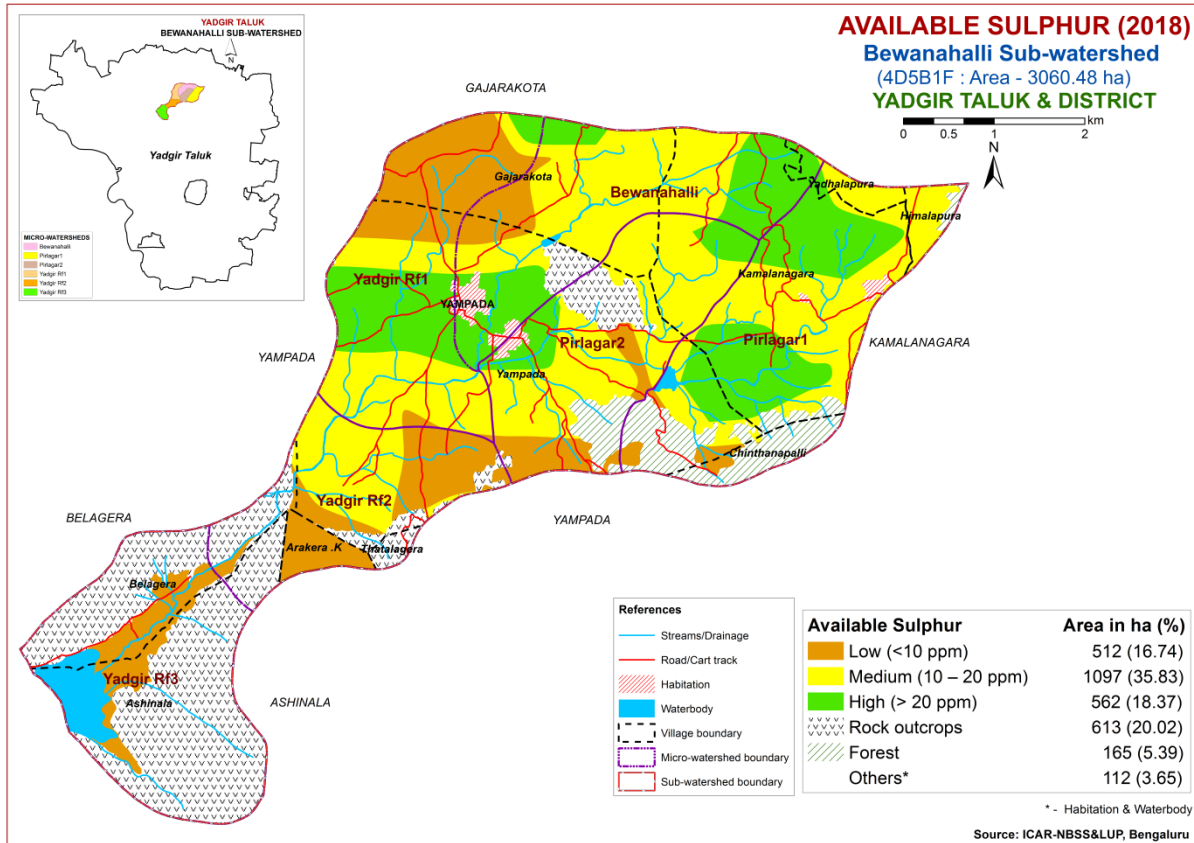 YADGIR TALUK
BEWANAHALLI SUB-WATERSHED
N
Yadgir Taluk
MICRO-WATERSHEDS
Bewanahalli
Pirlagar1
Pirlagar2
Yadgir Rf1
Yadgir Rf2
Yadgir Rf3
AVAILABLE SULPHUR (2018)
Bewanahalli Sub-watershed
(4D5B1F : Area - 3060.48 ha)
YADGIR TALUK & DISTRICT
km
0 0.5 1 2
N
GAJARAKOTA
Gajarakota
Bewanahalli
Yadhalapura
Himalapura
Kamalanagara
Yadgir Rf1
YAMPADA
Pirlagar2
Pirlagar1
KAMALANAGARA
YAMPADA
Yampada
Chinthanapalli
Yadgir Rf2
BELAGERA
YAMPADA
Arakera .K
Thatalagera
Belagera
Yadgir Rf3
Ashinala
ASHINALA
References
Streams/Drainage
Road/Cart track
Habitation
Waterbody
Village boundary
Micro-watershed boundary
Sub-watershed boundary
Available Sulphur Area in ha (%)
Low (<10 ppm) 512 (16.74)
Medium (10 – 20 ppm) 1097 (35.83)
High (> 20 ppm) 562 (18.37)
Rock outcrops 613 (20.02)
Forest 165 (5.39)
Others* 112 (3.65)
* - Habitation & Waterbody
Source: ICAR-NBSS&LUP, Bengaluru